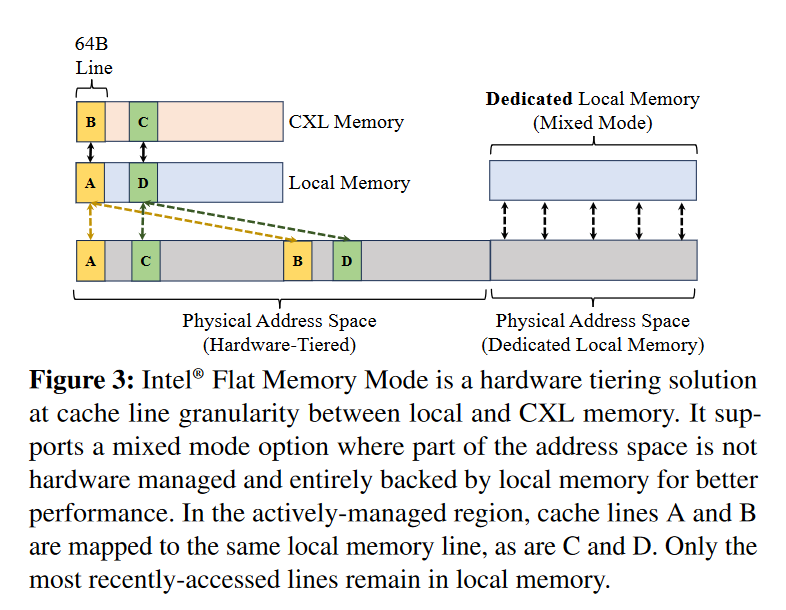 64B
Line
B
C
CXL Memory
Dedicated Local Memory
(Mixed Mode)
A
D
Local Memory
A
C
B
D
Physical Address Space
(Hardware-Tiered)
Physical Address Space
(Dedicated Local Memory)
Figure 3: Intel® Flat Memory Mode is a hardware tiering solution
at cache line granularity between local and CXL memory. It sup-
ports a mixed mode option where part of the address space is not
hardware managed and entirely backed by local memory for better
performance. In the actively-managed region, cache lines A and B
are mapped to the same local memory line, as are C and D. Only the
most recently-accessed lines remain in local memory.